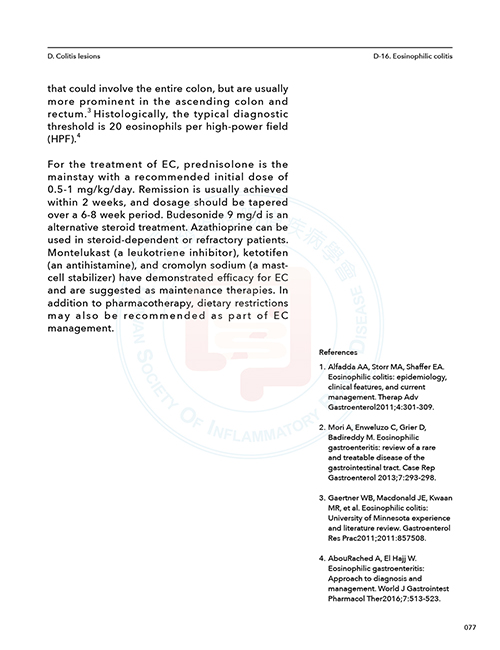 D. Colitis lesions
D-16. Eosinophilic colitis
that could involve the entire colon, but are usually
more prominent in the ascending colon and
rectum.3 Histologically, the typical diagnostic
threshold is 20 eosinophils per high-power field
(HPF).4
For the treatment of EC, prednisolone is the
mainstay with a recommended initial dose of
0.5-1 mg/kg/day. Remission is usually achieved
within 2 weeks, and dosage should be tapered
over a 6-8 week period. Budesonide 9 mg/d is an
alternative steroid treatment. Azathioprine can be
used in steroid-dependent or refractory patients.
Montelukast (a leukotriene inhibitor), ketotifen
(an antihistamine), and cromolyn sodium (a mast-
cell stabilizer) have demonstrated efficacy for EC
and are suggested as maintenance therapies. In
addition to pharmacotherapy, dietary restrictions
may also be recommended as part of EC
management.
疾病學會
SOCIETY OF INFLAMMATORY
DISEASE
References
1. Alfadda AA, Storr MA, Shaffer EA.
Eosinophilic colitis: epidemiology,
clinical features, and current
management. Therap Adv
Gastroenterol2011;4:301-309.
2. Mori A, Enweluzo C, Grier D,
Badireddy M. Eosinophilic
gastroenteritis: review of a rare
and treatable disease of the
gastrointestinal tract. Case Rep
Gastroenterol 2013;7:293-298.
3. Gaertner WB, Macdonald JE, Kwaan
MR, et al. Eosinophilic colitis:
University of Minnesota experience
and literature review. Gastroenterol
Res Prac2011;2011:857508.
4. AbouRached A, El Hajj W.
Eosinophilic gastroenteritis:
Approach to diagnosis and
management. World J Gastrointest
Pharmacol Ther2016;7:513-523.
077